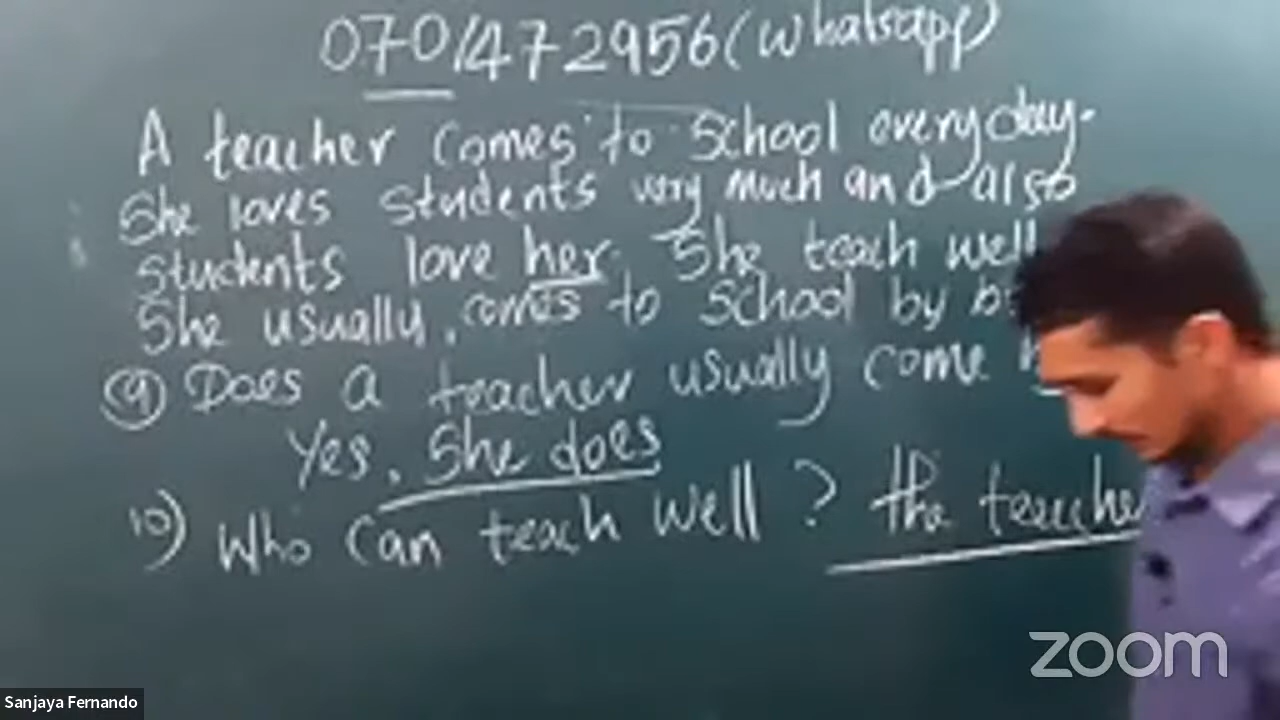 0701472956 (whatsapp)
A teacher comes to school everyday.
She loves students very much and also
students love her. She teach well
She usually, comes to school by
9) Does a teacher usually come
Yes, She does
10) Who can teach well? the teacher
zoom
Sanjaya Fernando